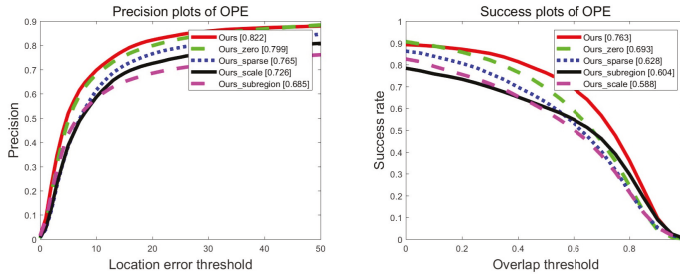 Precision plots of OPE
0.9
0.8
0.7
0.6
0.5
0.4
0.3
0.2
0.1
0
Precision
Ours [0.822]
Ours_zero [0.799]
Ours_sparse [0.765]
Ours_scale [0.726]
Ours_subregion [0.685]
0 10 20 30 40 50
Location error threshold
Success plots of OPE
1
0.9
0.8
0.7
0.6
0.5
0.4
0.3
0.2
0.1
0
Success rate
Ours [0.763]
Ours_zero [0.693]
Ours_sparse [0.628]
Ours_subregion [0.604]
Ours_scale [0.588]
0 0.2 0.4 0.6 0.8
Overlap threshold